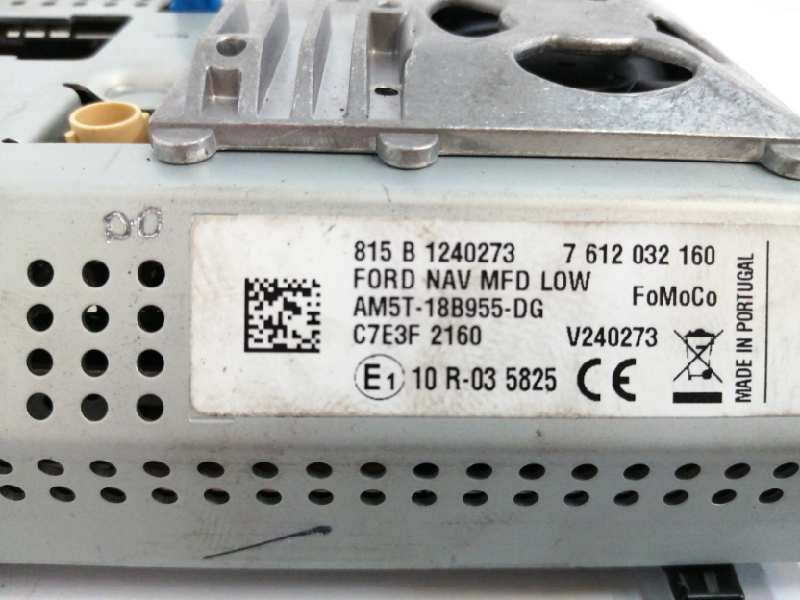 00
815 B 1240273 7 612 032 160
FORD NAV MFD LOW
AM5T-18B955-DG FoMoCo
C7E3F 2160 V240273
E1 10 R-03 5825 CE
MADE IN PORTUGAL